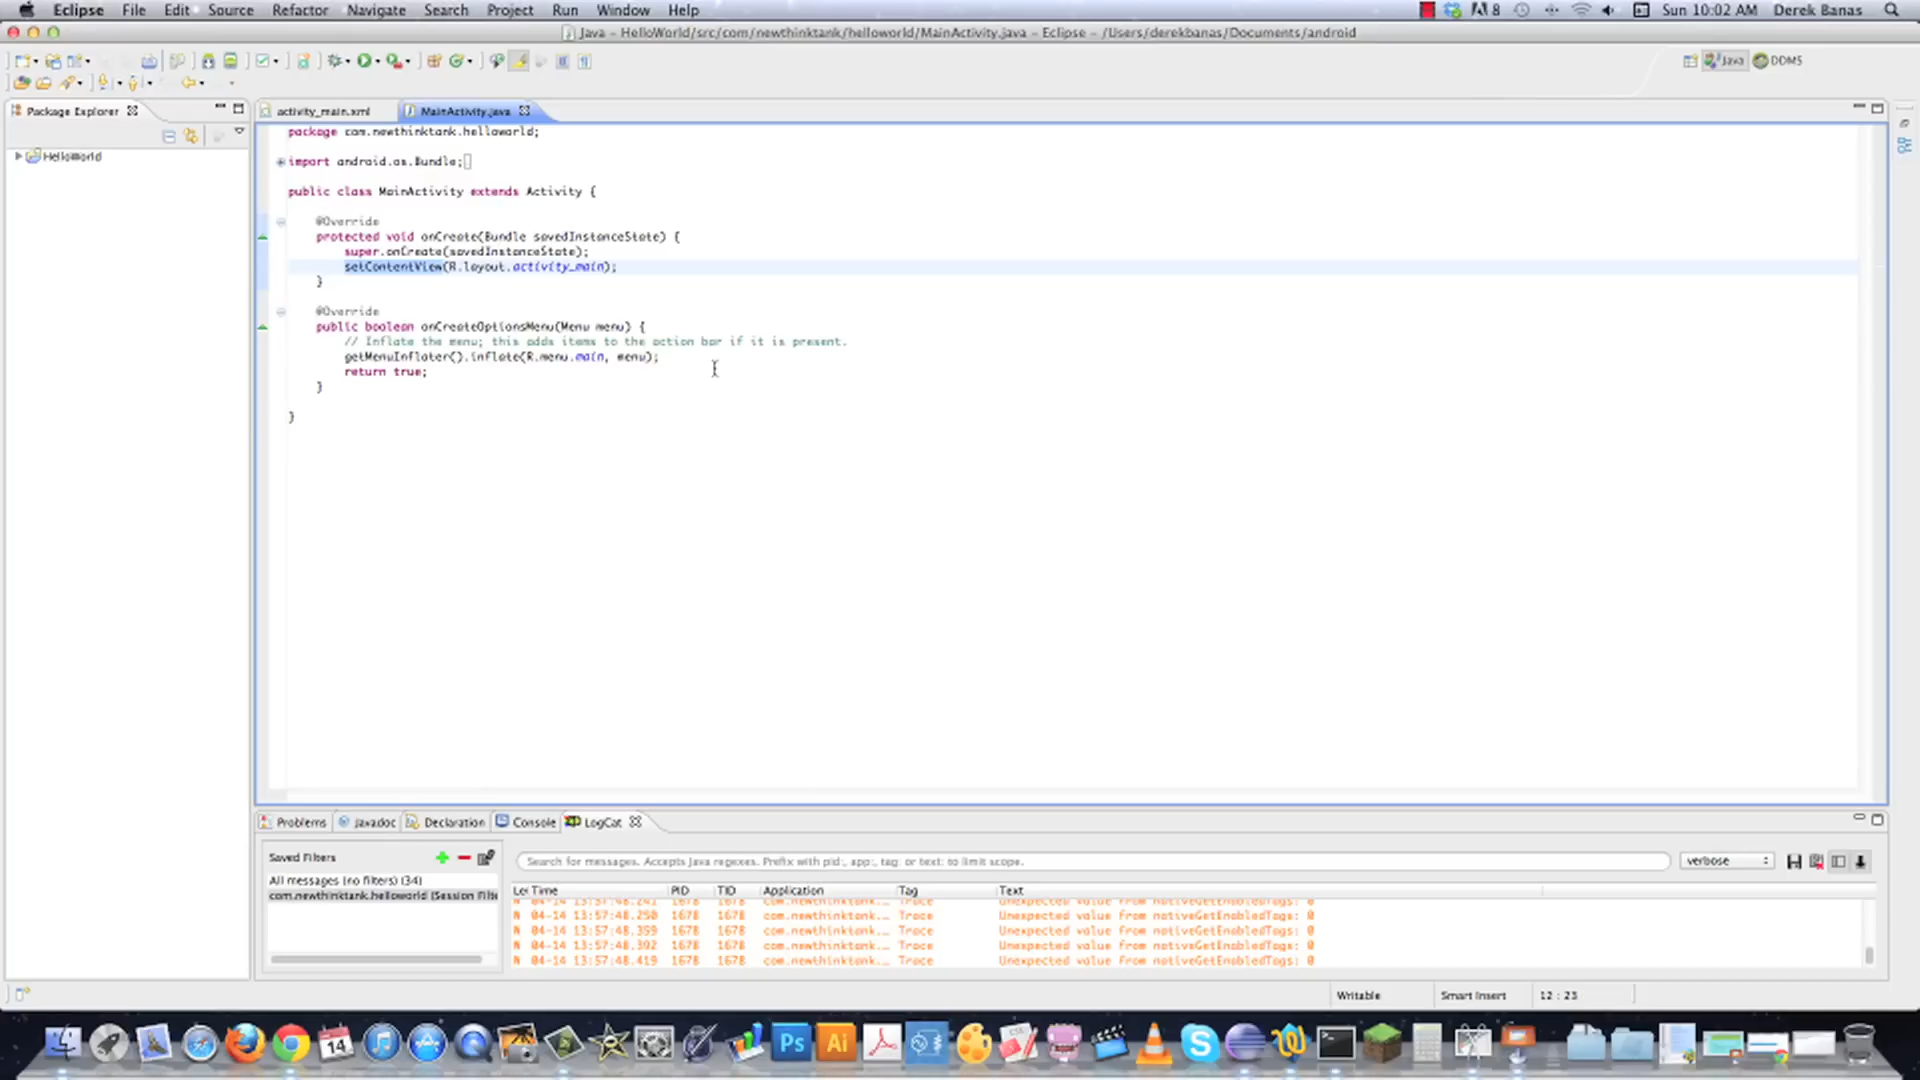 Eclipse File Edit Source Refactor Navigate Search Project Run Window Help
8 Sun 10:02 AM Derek Banas
Java – HelloWorld/src/com/newthinktank/helloworld/MainActivity.java – Eclipse – /Users/derekbanas/Documents/android
Java DDMS
Package Explorer
HelloWorld
activity_main.xml MainActivity.java
package com.newthinktank.helloworld;
import android.os.Bundle;
public class MainActivity extends Activity {
@Override
protected void onCreate(Bundle savedInstanceState) {
super.onCreate(savedInstanceState);
setContentView(R.layout.activity_main);
}
@Override
public boolean onCreateOptionsMenu(Menu menu) {
// Inflate the menu; this adds items to the action bar if it is present.
getMenuInflater().inflate(R.menu.main, menu);
return true;
}
}
Problems Javadoc Declaration Console LogCat
Saved Filters
All messages (no filters) (34)
com.newthinktank.helloworld (Session Filte
Search for messages. Accepts Java regexes. Prefix with pid:, app:, tag: or text: to limit scope.
verbose
Le Time PID TID Application Tag Text
W 04-14 13:57:48.241 1678 1678 com.newthinktank... Trace Unexpected value from nativeGetEnabledTags: 0
W 04-14 13:57:48.250 1678 1678 com.newthinktank... Trace Unexpected value from nativeGetEnabledTags: 0
W 04-14 13:57:48.359 1678 1678 com.newthinktank... Trace Unexpected value from nativeGetEnabledTags: 0
W 04-14 13:57:48.392 1678 1678 com.newthinktank... Trace Unexpected value from nativeGetEnabledTags: 0
W 04-14 13:57:48.419 1678 1678 com.newthinktank... Trace Unexpected value from nativeGetEnabledTags: 0
Writable Smart Insert 12 : 23
14 Ps Ai